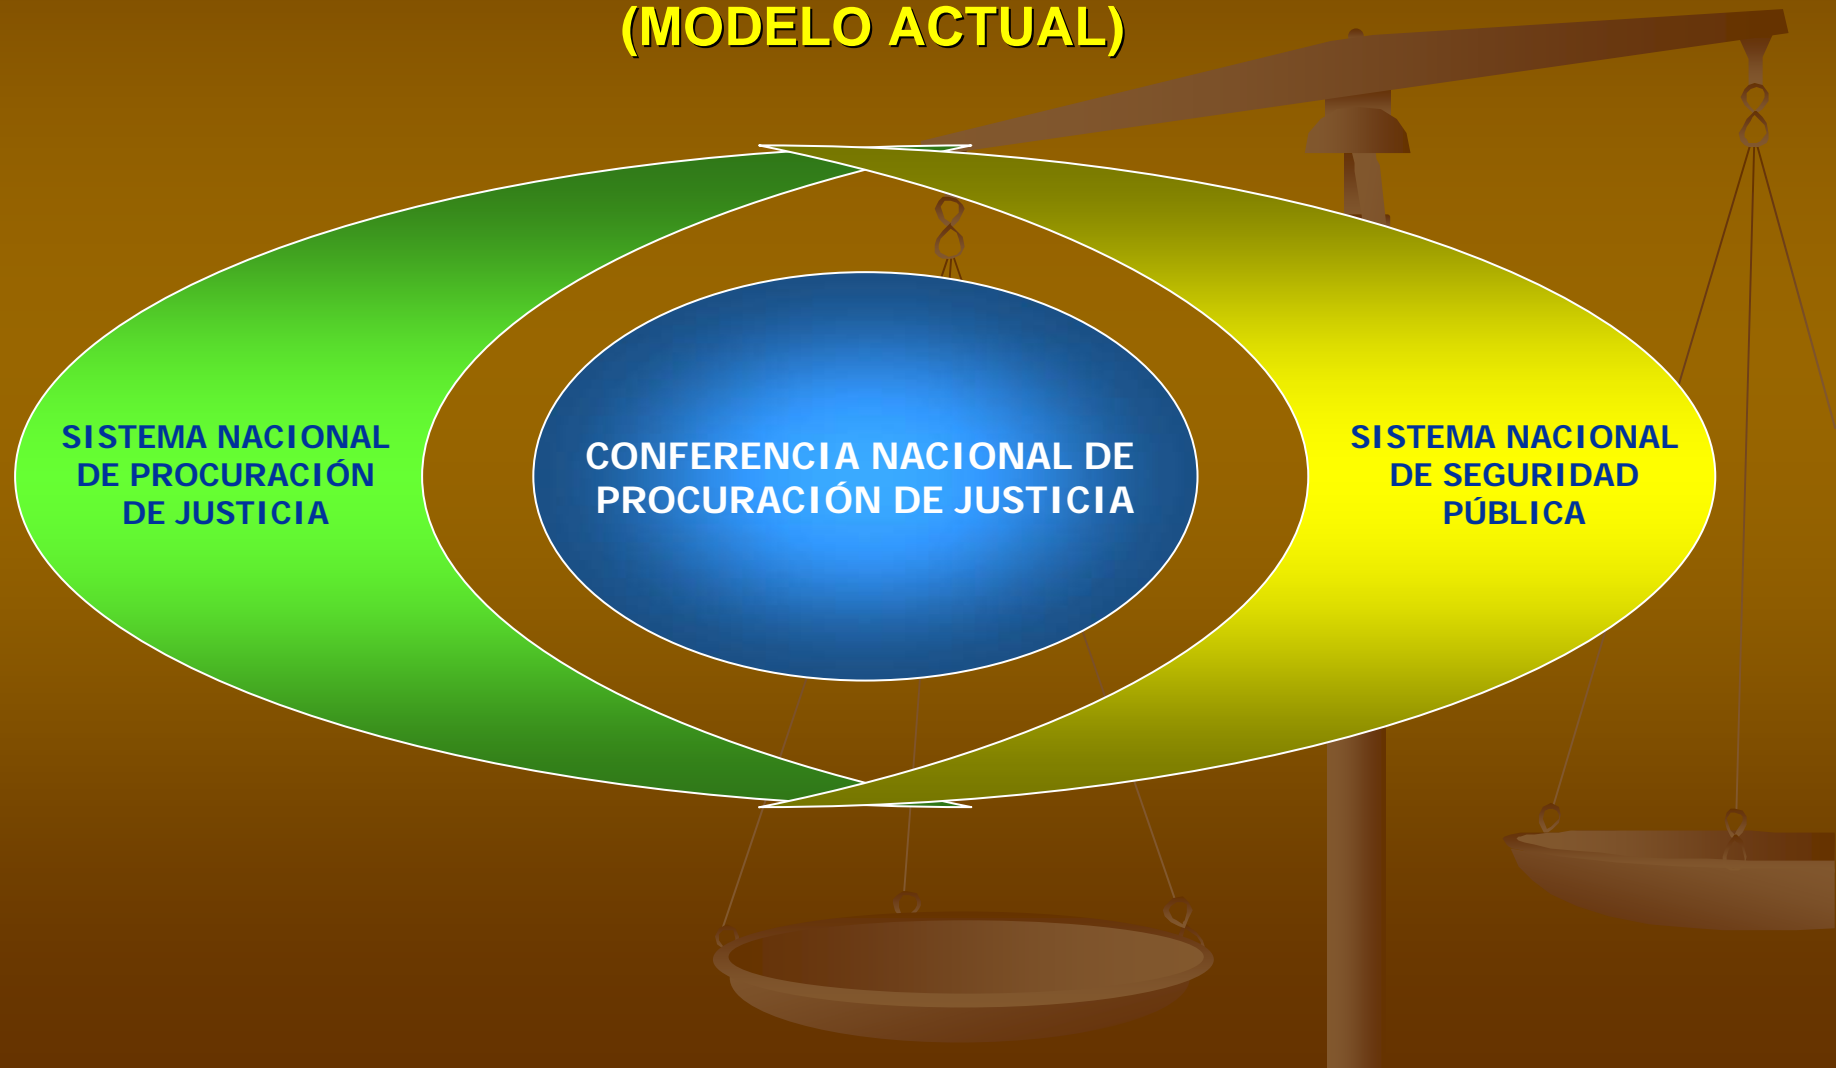 (MODELO ACTUAL)
SISTEMA NACIONAL
DE PROCURACIÓN
DE JUSTICIA
CONFERENCIA NACIONAL DE
PROCURACIÓN DE JUSTICIA
SISTEMA NACIONAL
DE SEGURIDAD
PÚBLICA